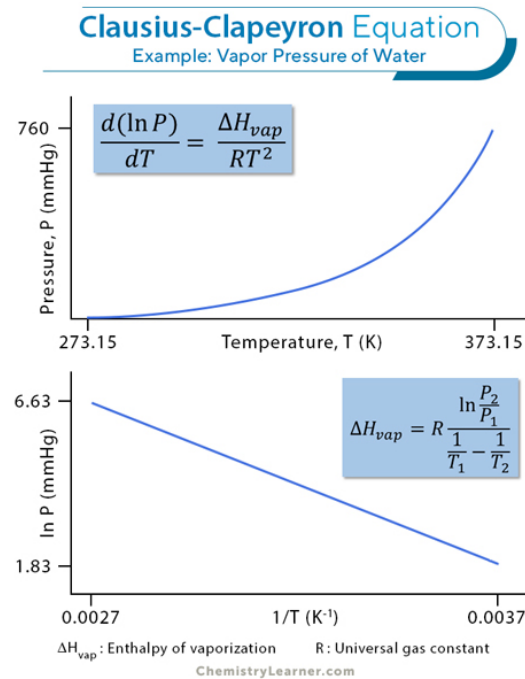 Clausius-Clapeyron Equation
Example: Vapor Pressure of Water
760
Pressure, P (mmHg)
d(ln P)/dT = ΔH_vap/RT²
273.15
Temperature, T (K)
373.15
6.63
ln P (mmHg)
ΔH_vap = R (ln P₂/P₁)/(1/T₁ − 1/T₂)
1.83
0.0027
1/T (K⁻¹)
0.0037
ΔH_vap : Enthalpy of vaporization R : Universal gas constant
ChemistryLearner.com